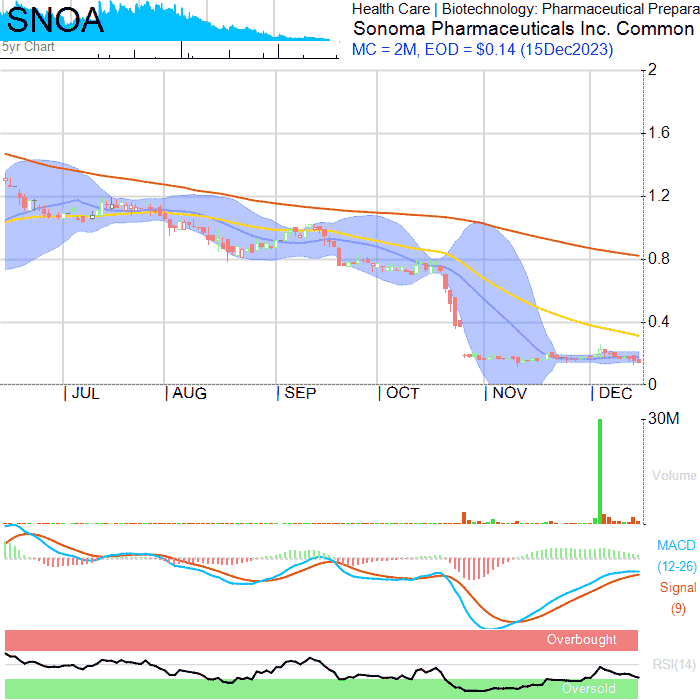 SNOA
5yr Chart
Health Care | Biotechnology: Pharmaceutical Prepara
Sonoma Pharmaceuticals Inc. Common
MC = 2M, EOD = $0.14 (15Dec2023)
2
1.6
1.2
0.8
0.4
0
JUL AUG SEP OCT NOV DEC
30M
Volume
MACD
(12-26)
Signal
(9)
Overbought
RSI(14)
Oversold